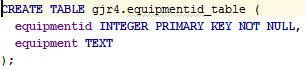 CREATE TABLE gjr4.equipmentid_table (
equipmentid INTEGER PRIMARY KEY NOT NULL,
equipment TEXT
);